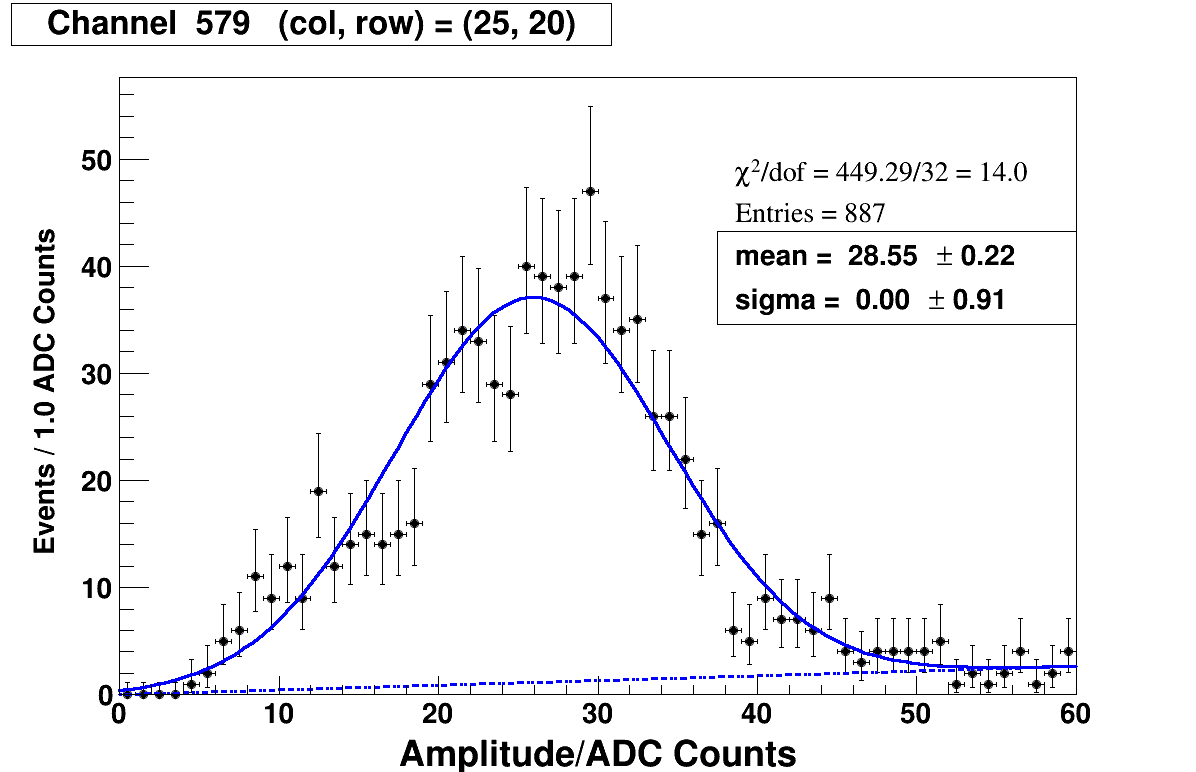 Channel 579 (col, row) = (25, 20)
χ²/dof = 449.29/32 = 14.0
Entries = 887
mean = 28.55 ± 0.22
sigma = 0.00 ± 0.91
50
40
30
20
10
0
Events / 1.0 ADC Counts
0 10 20 30 40 50 60
Amplitude/ADC Counts